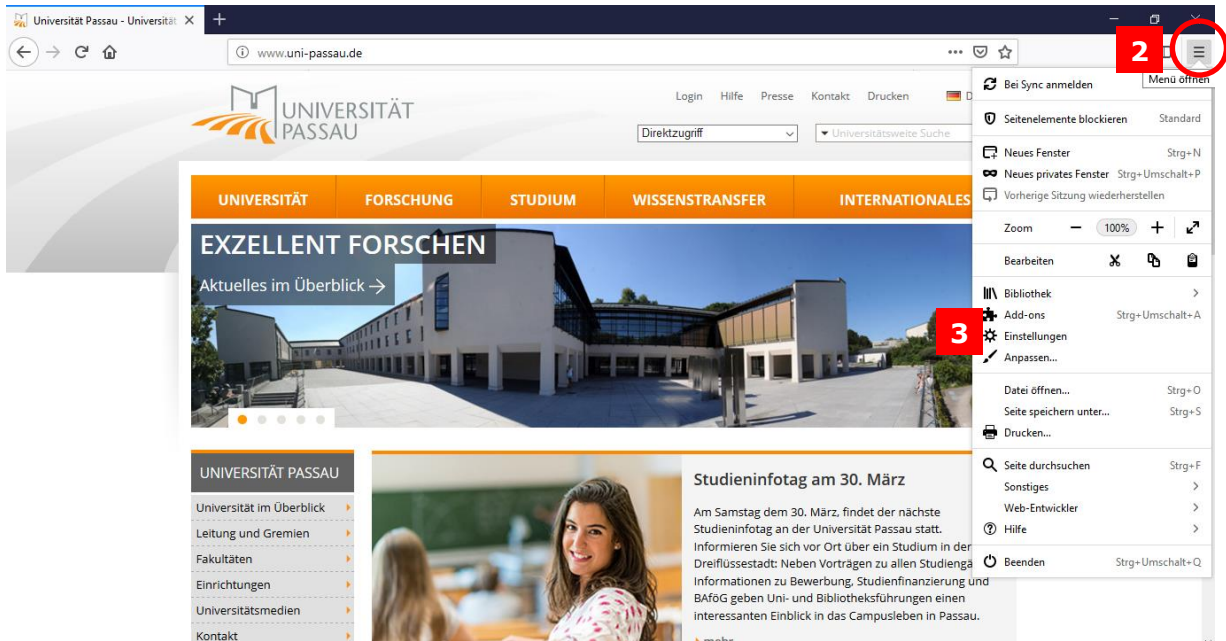 Universität Passau - Universität
www.uni-passau.de
2
Menü öffnen
UNIVERSITÄT
PASSAU
Login Hilfe Presse Kontakt Drucken D
Direktzugriff
Universitätsweite Suche
UNIVERSITÄT FORSCHUNG STUDIUM WISSENSTRANSFER INTERNATIONALES
EXZELLENT FORSCHEN
Aktuelles im Überblick
UNIVERSITÄT PASSAU
Universität im Überblick
Leitung und Gremien
Fakultäten
Einrichtungen
Universitätsmedien
Kontakt
Studieninfotag am 30. März
Am Samstag dem 30. März, findet der nächste
Studieninfotag an der Universität Passau statt.
Informieren Sie sich vor Ort über ein Studium in der
Dreiflüssestadt: Neben Vorträgen zu allen Studiengä
Informationen zu Bewerbung, Studienfinanzierung und
BAföG geben Uni- und Bibliotheksführungen einen
interessanten Einblick in das Campusleben in Passau.
mehr
Bei Sync anmelden
Seitenelemente blockieren Standard
Neues Fenster Strg+N
Neues privates Fenster Strg+Umschalt+P
Vorherige Sitzung wiederherstellen
Zoom 100%
Bearbeiten
Bibliothek
Add-ons Strg+Umschalt+A
3 Einstellungen
Anpassen...
Datei öffnen... Strg+O
Seite speichern unter... Strg+S
Drucken...
Seite durchsuchen Strg+F
Sonstiges
Web-Entwickler
Hilfe
Beenden Strg+Umschalt+Q